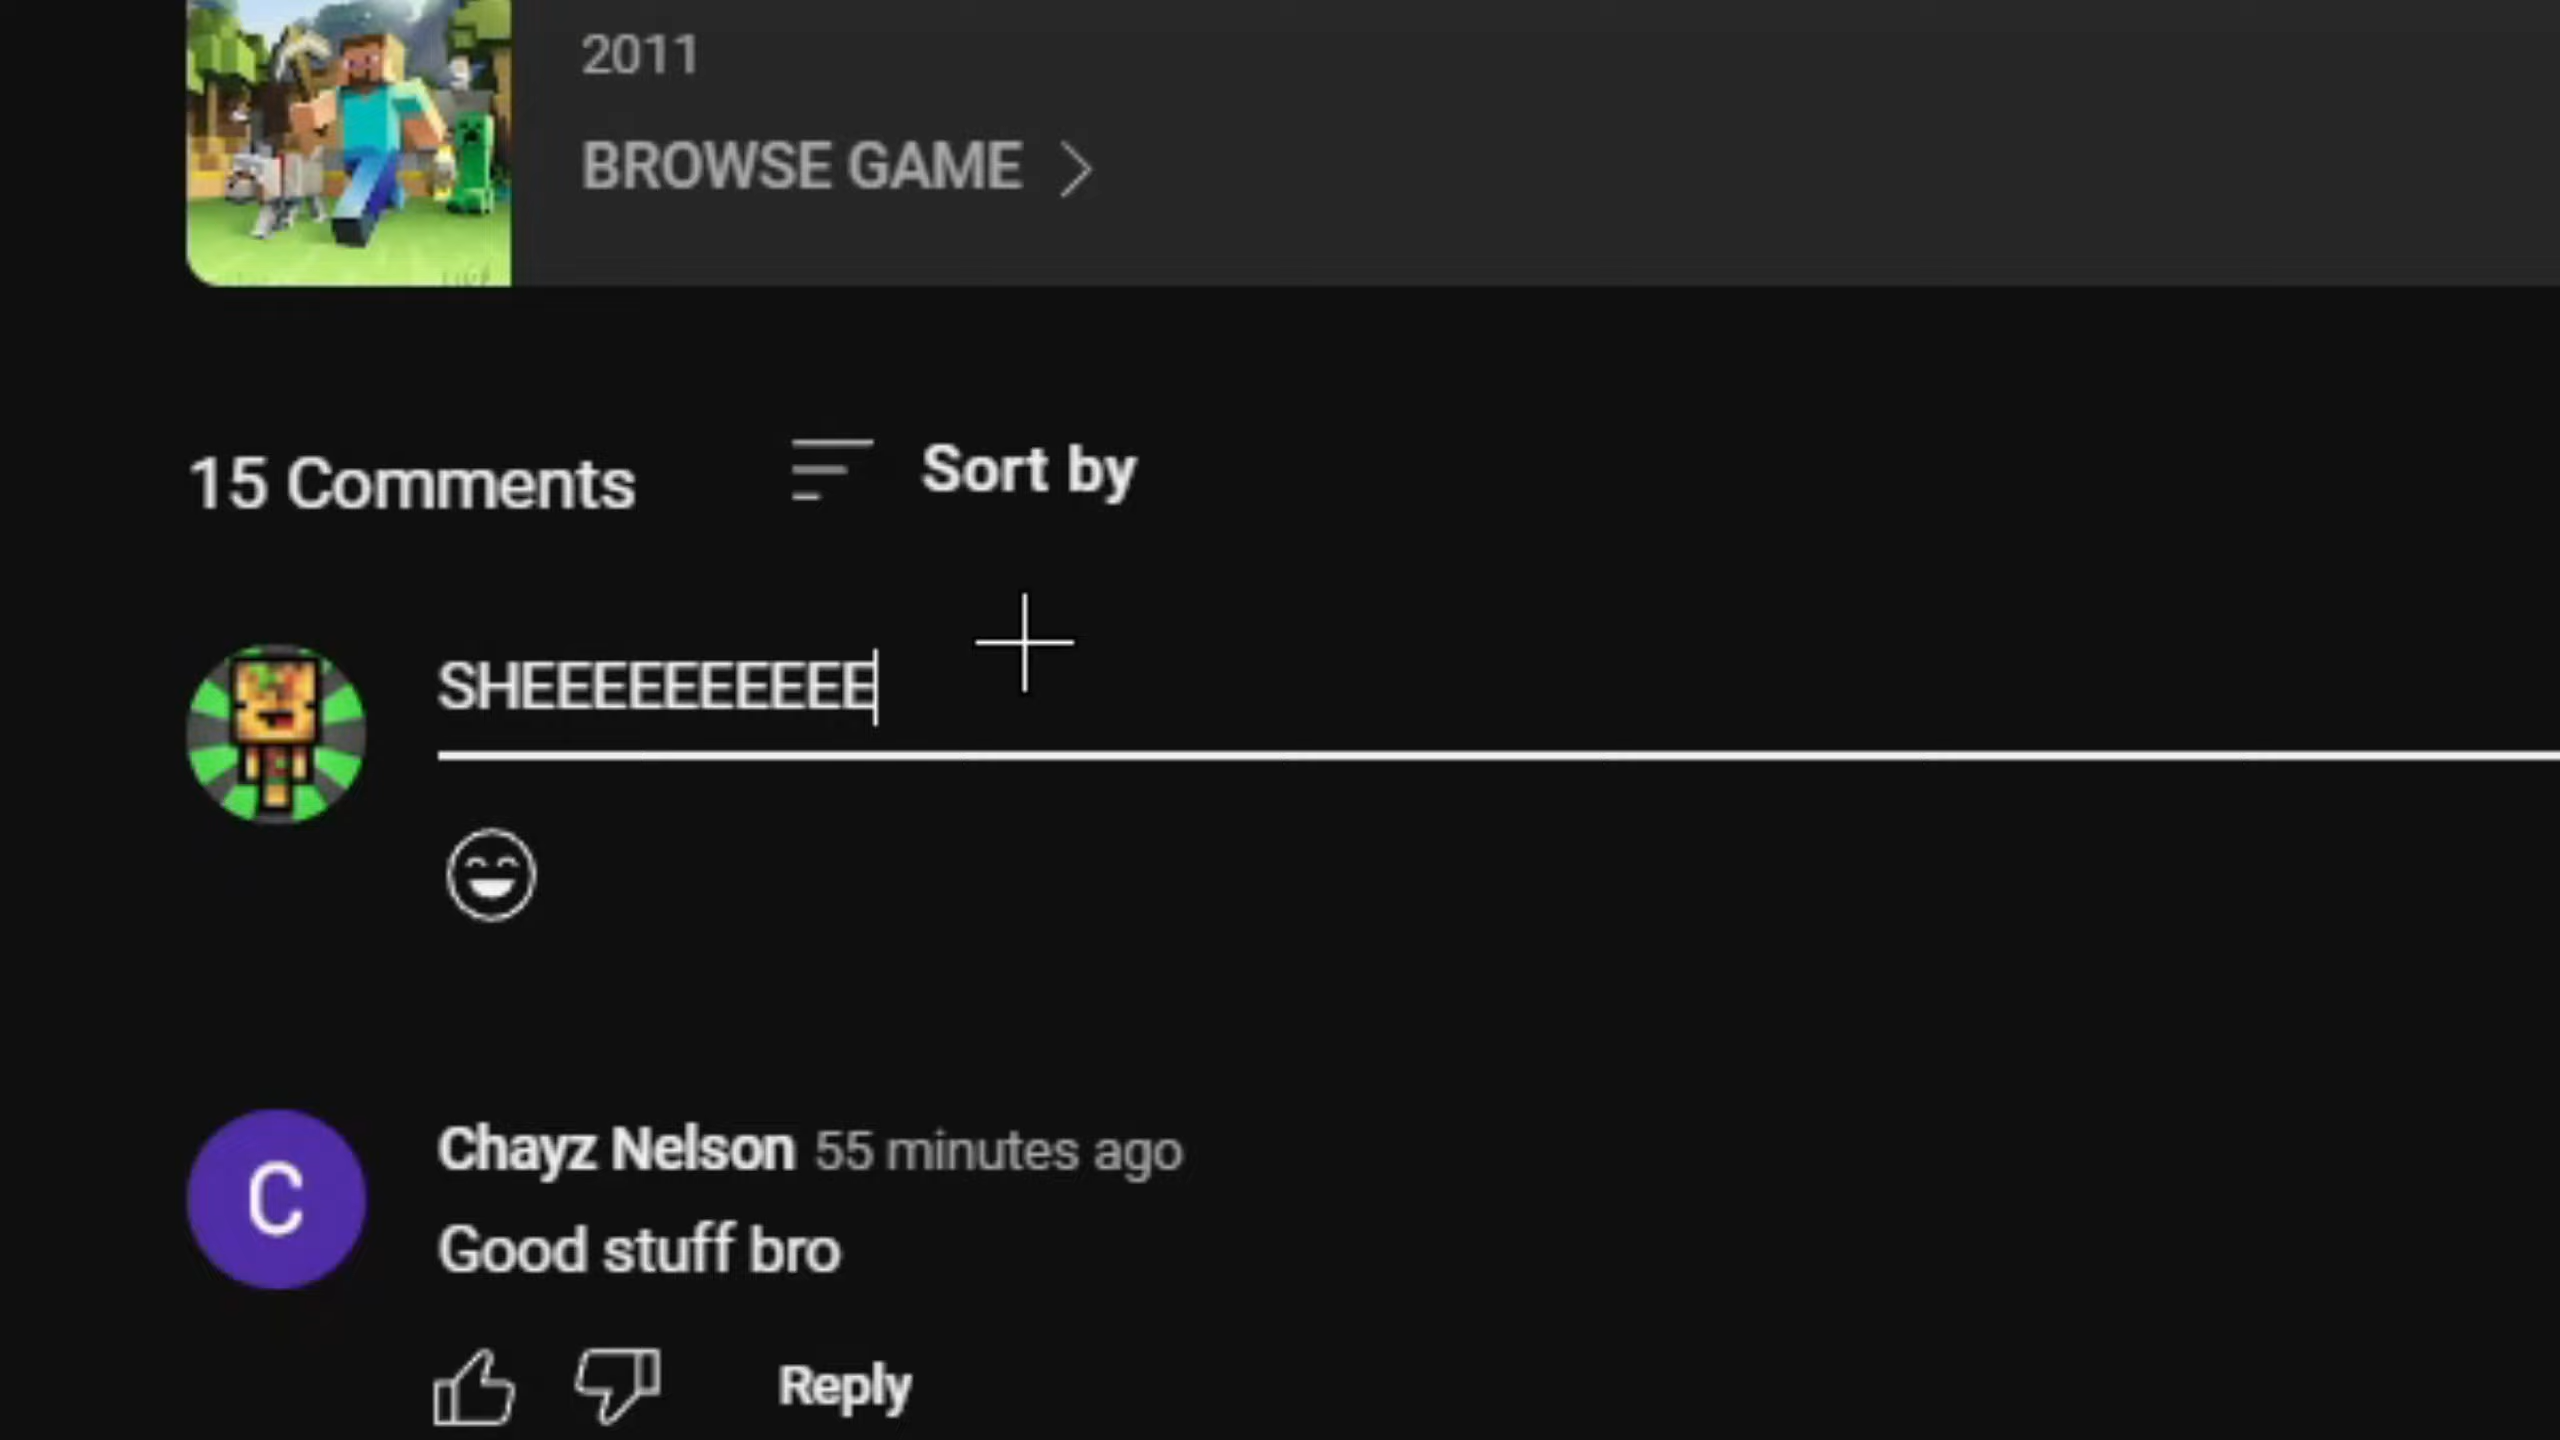 2011
BROWSE GAME
15 Comments
Sort by
SHEEEEEEEEEE
C
Chayz Nelson 55 minutes ago
Good stuff bro
Reply